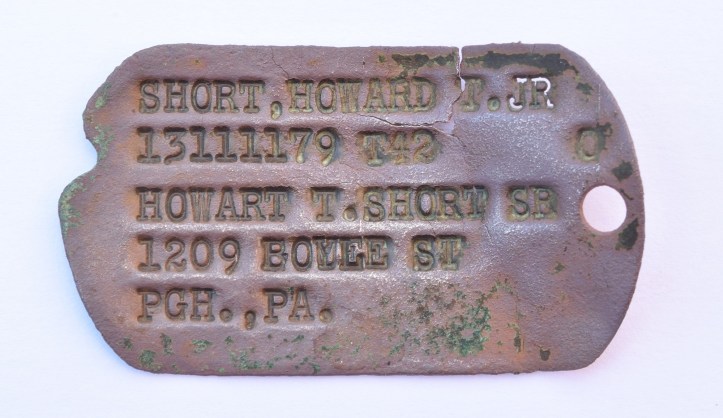 SHORT,HOWARD T.JR
13111179 T42 O
HOWART T.SHORT SR
1209 BOYLE ST
PGH.,PA.